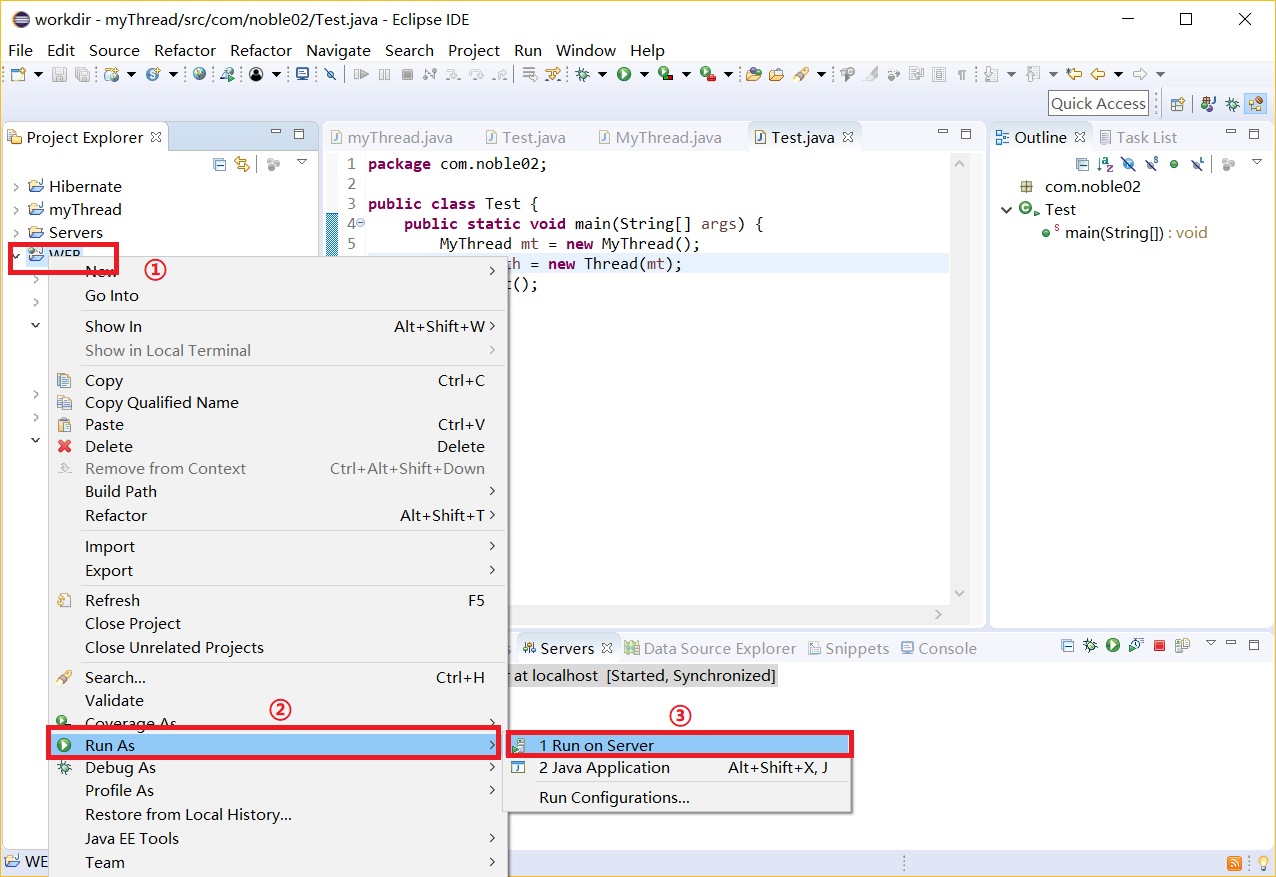 workdir - myThread/src/com/noble02/Test.java - Eclipse IDE
File Edit Source Refactor Refactor Navigate Search Project Run Window Help
Quick Access
Project Explorer
Hibernate
myThread
Servers
WEB
①
myThread.java Test.java MyThread.java Test.java
1 package com.noble02;
2
3 public class Test {
4 public static void main(String[] args) {
5 MyThread mt = new MyThread();
h = new Thread(mt);
t();
Outline Task List
com.noble02
Test
main(String[]) : void
New
Go Into
Show In Alt+Shift+W
Show in Local Terminal
Copy Ctrl+C
Copy Qualified Name
Paste Ctrl+V
Delete Delete
Remove from Context Ctrl+Alt+Shift+Down
Build Path
Refactor Alt+Shift+T
Import
Export
Refresh F5
Close Project
Close Unrelated Projects
Search... Ctrl+H
Validate
Coverage As
②
Run As
Debug As
Profile As
Restore from Local History...
Java EE Tools
Team
s Servers Data Source Explorer Snippets Console
r at localhost [Started, Synchronized]
③
1 Run on Server
2 Java Application Alt+Shift+X, J
Run Configurations...
WE